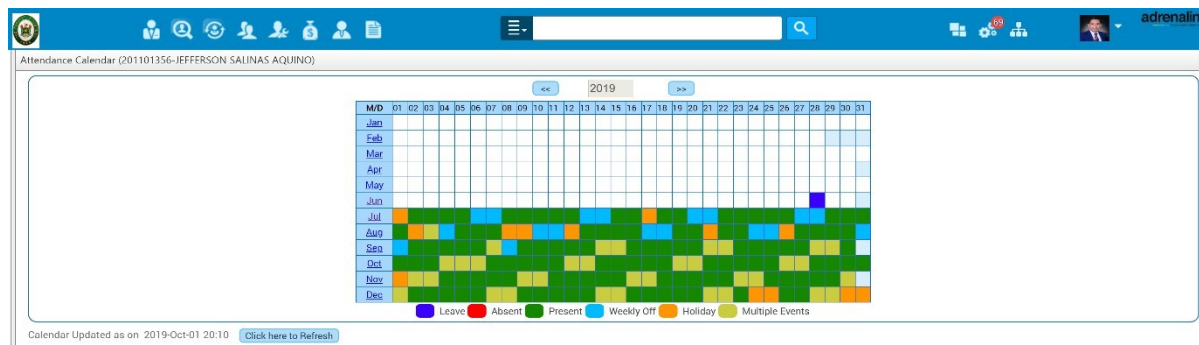 69
adrenalin
Attendance Calendar (201101356-JEFFERSON SALINAS AQUINO)
<< 2019 >>
M/D 01 02 03 04 05 06 07 08 09 10 11 12 13 14 15 16 17 18 19 20 21 22 23 24 25 26 27 28 29 30 31
Jan
Feb
Mar
Apr
May
Jun
Jul
Aug
Sep
Oct
Nov
Dec
Leave Absent Present Weekly Off Holiday Multiple Events
Calendar Updated as on 2019-Oct-01 20:10 Click here to Refresh